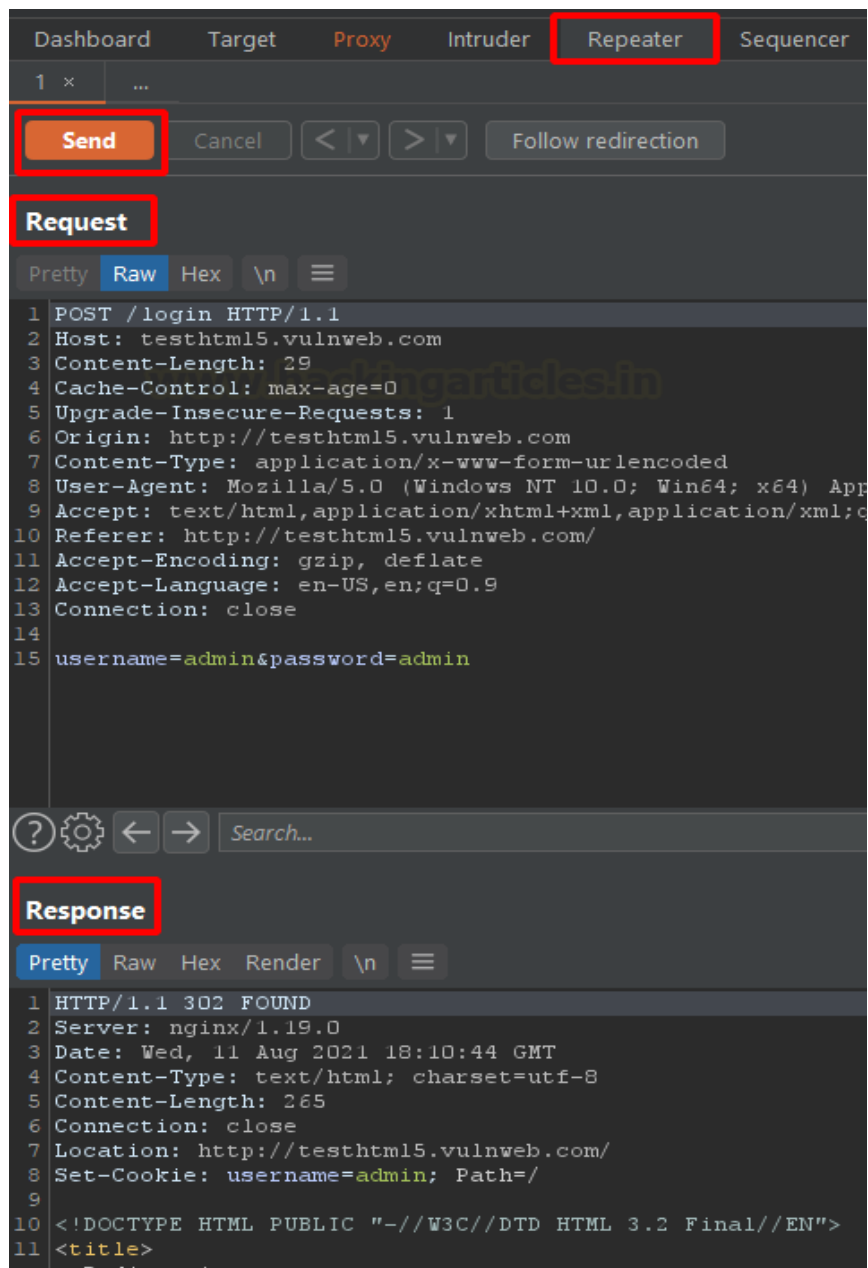 Dashboard Target Proxy Intruder Repeater Sequencer
1 × ...
Send Cancel < | ▼ > | ▼ Follow redirection
Request
Pretty Raw Hex \n ≡
1 POST /login HTTP/1.1
2 Host: testhtml5.vulnweb.com
3 Content-Length: 29
4 Cache-Control: max-age=0
www.hackingarticles.in
5 Upgrade-Insecure-Requests: 1
6 Origin: http://testhtml5.vulnweb.com
7 Content-Type: application/x-www-form-urlencoded
8 User-Agent: Mozilla/5.0 (Windows NT 10.0; Win64; x64) App
9 Accept: text/html,application/xhtml+xml,application/xml;q
10 Referer: http://testhtml5.vulnweb.com/
11 Accept-Encoding: gzip, deflate
12 Accept-Language: en-US,en;q=0.9
13 Connection: close
14
15 username=admin&password=admin
? ← → Search...
Response
Pretty Raw Hex Render \n ≡
1 HTTP/1.1 302 FOUND
2 Server: nginx/1.19.0
3 Date: Wed, 11 Aug 2021 18:10:44 GMT
4 Content-Type: text/html; charset=utf-8
5 Content-Length: 265
6 Connection: close
7 Location: http://testhtml5.vulnweb.com/
8 Set-Cookie: username=admin; Path=/
9
10 <!DOCTYPE HTML PUBLIC "-//W3C//DTD HTML 3.2 Final//EN">
11 <title>